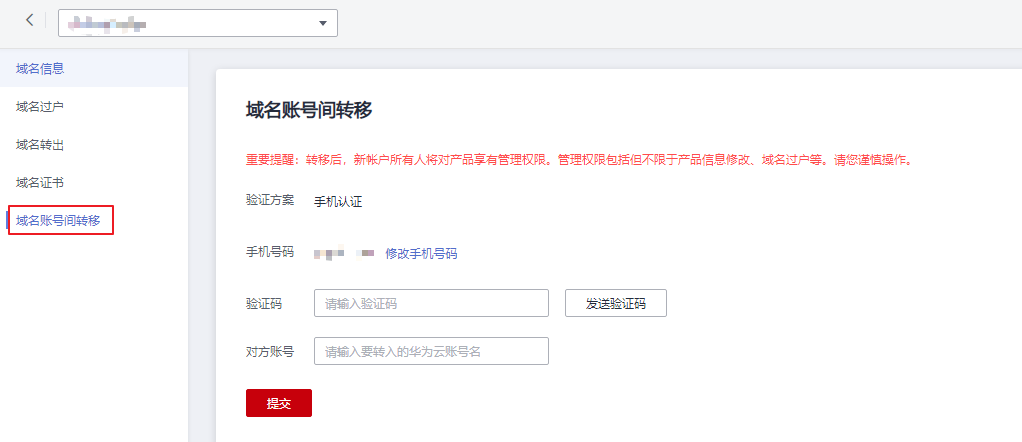 域名信息
域名过户
域名转出
域名证书
域名账号间转移
域名账号间转移
重要提醒：转移后，新帐户所有人将对产品享有管理权限。管理权限包括但不限于产品信息修改、域名过户等。请您谨慎操作。
验证方案 手机认证
手机号码 修改手机号码
验证码 请输入验证码 发送验证码
对方账号 请输入要转入的华为云账号名
提交